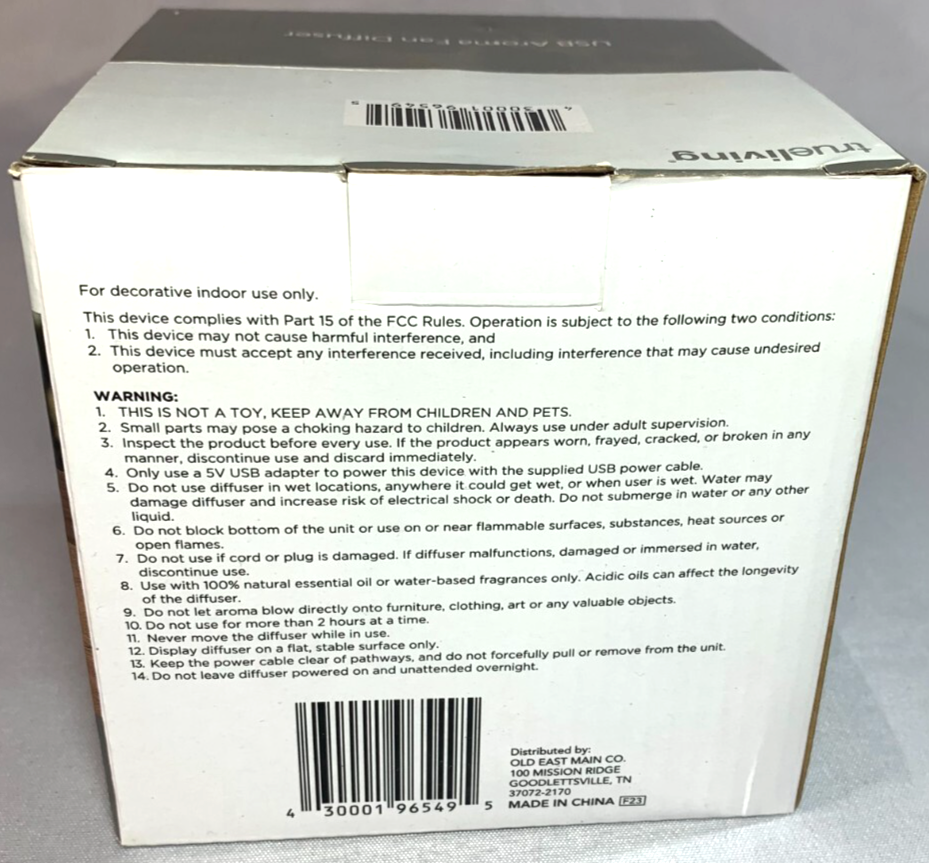 USB Aroma Fan Diffuser
4 30001 96549 5
trueliving
For decorative indoor use only.
This device complies with Part 15 of the FCC Rules. Operation is subject to the following two conditions:
1. This device may not cause harmful interference, and
2. This device must accept any interference received, including interference that may cause undesired
operation.
WARNING:
1. THIS IS NOT A TOY, KEEP AWAY FROM CHILDREN AND PETS.
2. Small parts may pose a choking hazard to children. Always use under adult supervision.
3. Inspect the product before every use. If the product appears worn, frayed, cracked, or broken in any
manner, discontinue use and discard immediately.
4. Only use a 5V USB adapter to power this device with the supplied USB power cable.
5. Do not use diffuser in wet locations, anywhere it could get wet, or when user is wet. Water may
damage diffuser and increase risk of electrical shock or death. Do not submerge in water or any other
liquid.
6. Do not block bottom of the unit or use on or near flammable surfaces, substances, heat sources or
open flames.
7. Do not use if cord or plug is damaged. If diffuser malfunctions, damaged or immersed in water,
discontinue use.
8. Use with 100% natural essential oil or water-based fragrances only. Acidic oils can affect the longevity
of the diffuser.
9. Do not let aroma blow directly onto furniture, clothing, art or any valuable objects.
10. Do not use for more than 2 hours at a time.
11. Never move the diffuser while in use.
12. Display diffuser on a flat, stable surface only.
13. Keep the power cable clear of pathways, and do not forcefully pull or remove from the unit.
14. Do not leave diffuser powered on and unattended overnight.
4 30001 96549 5
Distributed by:
OLD EAST MAIN CO.
100 MISSION RIDGE
GOODLETTSVILLE, TN
37072-2170
MADE IN CHINA F23